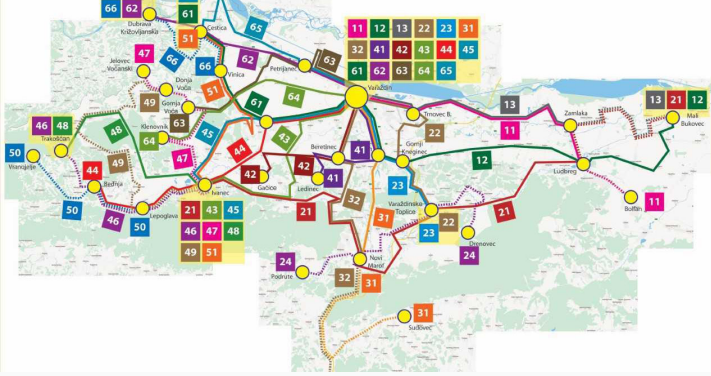 66 62
61
Dubrava
Križovljanska
Cestica
51
65
11 12 13 22 23 31
32 41 42 43 44 45
61 62 63 64 65
47
Jelovec
Voćanski
66
66
Vinica
62
Petrijanec
63
Varaždin
Donja
Voća
49
Gornja
Voća
51
64
61
63
13
13 21 12
Mali
Bukovec
Trnovec B.
Zamlaka
11
46 48
Trakošćan
48
Klenovnik
64
45
43
22
50
49
47
44
Beretinec
41
Gornji
Kneginec
12
Ludbreg
44
Bednja
42
Gačice
42
41
Ledinec
23
Ivanec
50
46
Lepoglava
50
21 43 45
46 47 48
49 51
21
32
31
Varaždinske
Toplice
23
22
21
Bolfan
11
Drenovec
24
24
Podrute
Novi
Marof
32
31
31
Sudovec